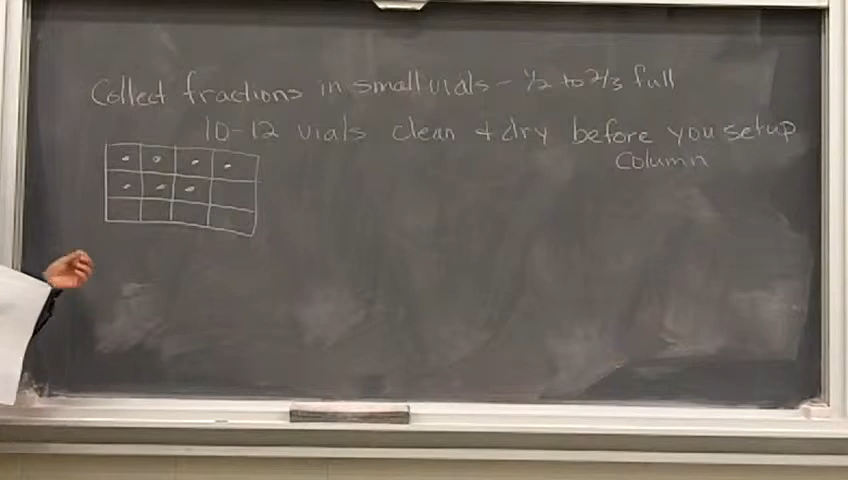 Collect fractions in small vials - 1/2 to 2/3 full
10-12 vials clean + dry before you setup
Column